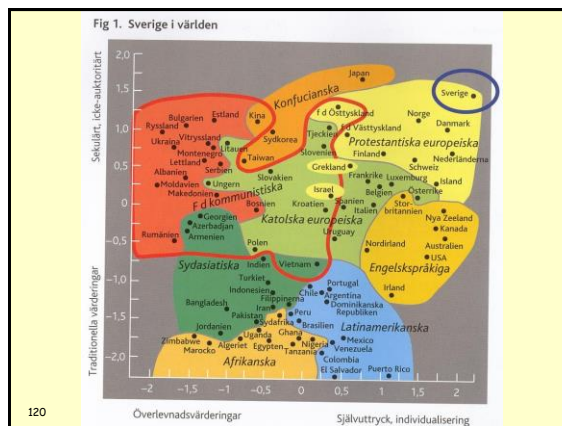 Fig 1. Sverige i världen
Sekulärt, icke-auktoritärt
Traditionella värderingar
2,0
1,5
1,0
0,5
0
−0,5
−1,0
−1,5
−2,0
Japan
Sverige
Konfucianska
Kina
Sydkorea
Taiwan
f d Östtyskland
f d Västtyskland
Norge
Danmark
Protestantiska europeiska
Finland
Nederländerna
Schweiz
Island
Estland
Bulgarien
Ryssland
Ukraina
Vitryssland
Montenegro
Litauen
Lettland
Serbien
Albanien
Moldavien
Makedonien
Ungern
Slovakien
F d kommunistiska
Bosnien
Tjeckien
Slovenien
Grekland
Israel
Kroatien
Frankrike
Luxemburg
Belgien
Österrike
Spanien
Italien
Katolska europeiska
Uruguay
Stor-
britannien
Nya Zeeland
Kanada
Australien
USA
Nordirland
Engelskspråkiga
Irland
Georgien
Azerbadjan
Armenien
Rumänien
Polen
Indien
Vietnam
Sydasiatiska
Turkiet
Indonesien
Filippinerna
Iran
Bangladesh
Pakistan
Sydafrika
Peru
Chile
Portugal
Argentina
Dominikanska
Republiken
Brasilien
Latinamerikanska
Jordanien
Zimbabwe
Marocko
Algeriet
Uganda
Egypten
Ghana
Tanzania
Nigeria
Mexico
Venezuela
Colombia
El Salvador
Puerto Rico
Afrikanska
−2
−1,5
−1
−0,5
0
0,5
1
1,5
2
Överlevnadsvärderingar
Självuttryck, individualisering
120